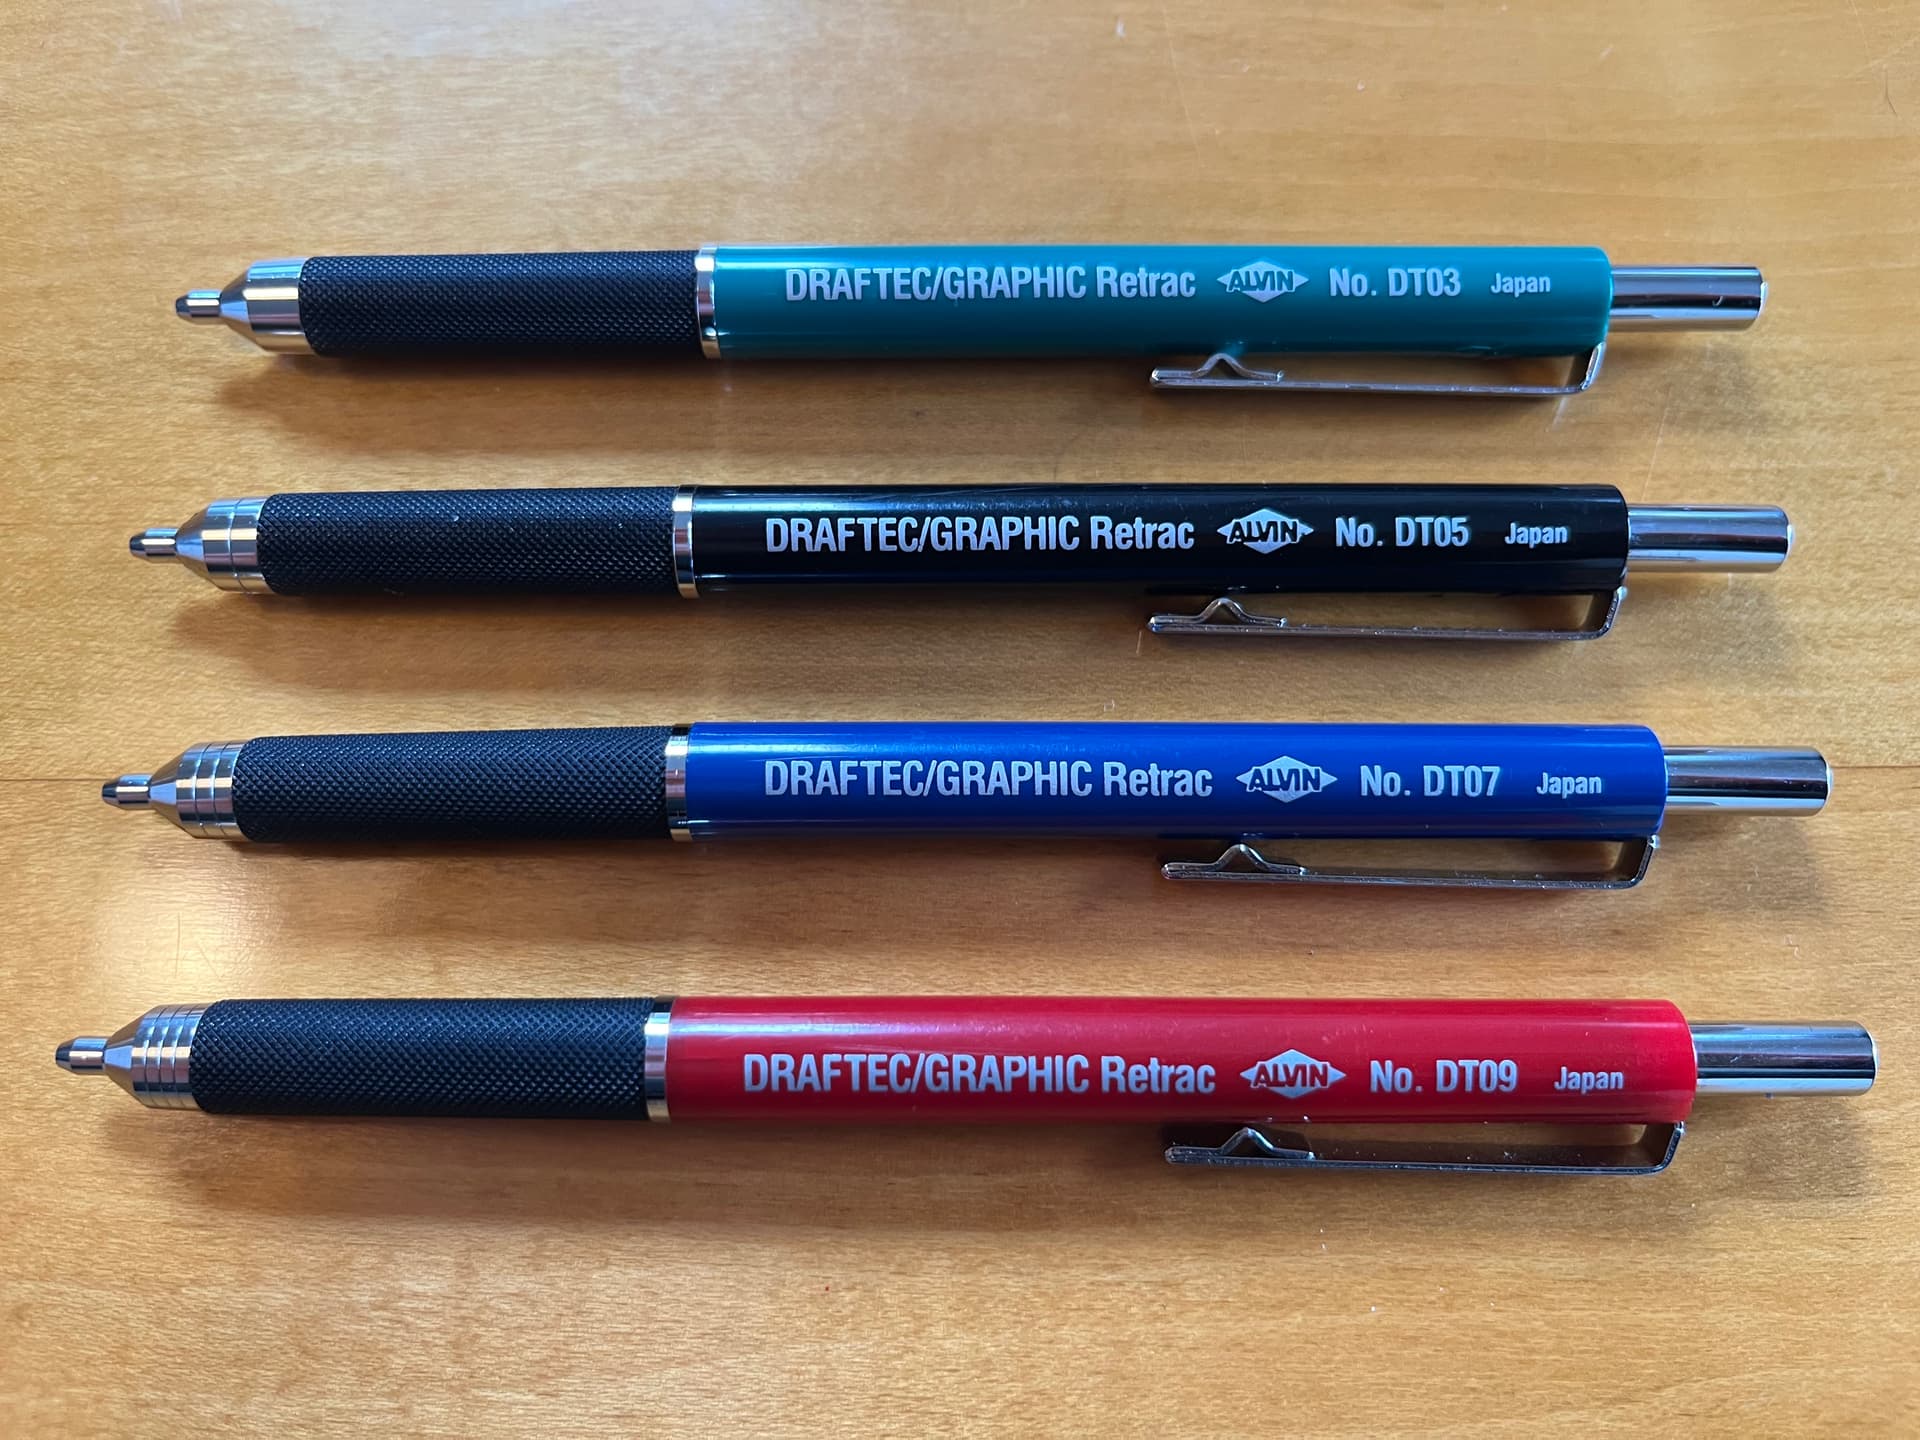 DRAFTEC/GRAPHIC Retrac ALVIN No. DT03 Japan
DRAFTEC/GRAPHIC Retrac ALVIN No. DT05 Japan
DRAFTEC/GRAPHIC Retrac ALVIN No. DT07 Japan
DRAFTEC/GRAPHIC Retrac ALVIN No. DT09 Japan